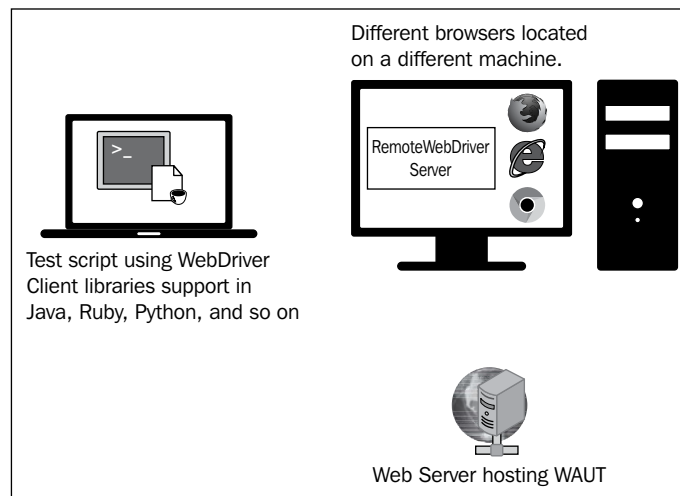 Different browsers located
on a different machine.
>_
RemoteWebDriver
Server
Test script using WebDriver
Client libraries support in
Java, Ruby, Python, and so on
Web Server hosting WAUT